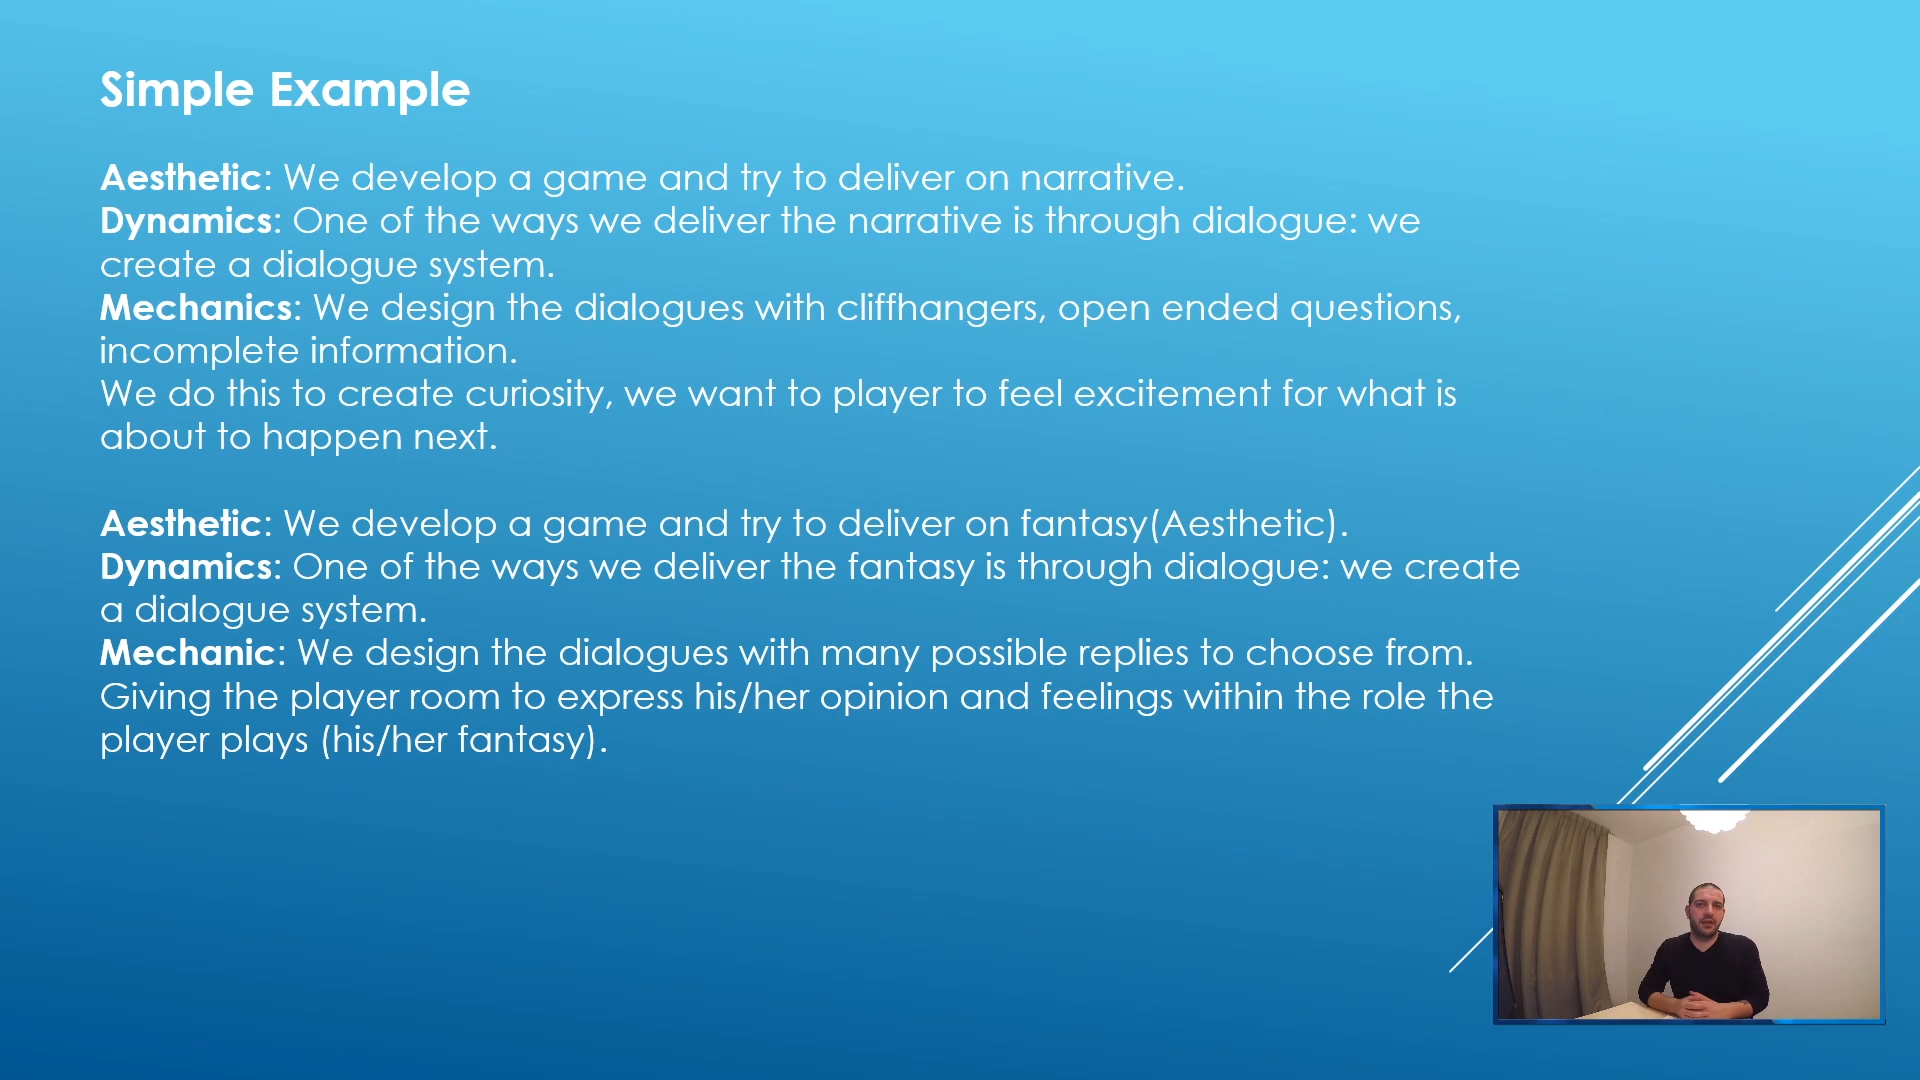 Simple Example
Aesthetic: We develop a game and try to deliver on narrative.
Dynamics: One of the ways we deliver the narrative is through dialogue: we
create a dialogue system.
Mechanics: We design the dialogues with cliffhangers, open ended questions,
incomplete information.
We do this to create curiosity, we want to player to feel excitement for what is
about to happen next.
Aesthetic: We develop a game and try to deliver on fantasy(Aesthetic).
Dynamics: One of the ways we deliver the fantasy is through dialogue: we create
a dialogue system.
Mechanic: We design the dialogues with many possible replies to choose from.
Giving the player room to express his/her opinion and feelings within the role the
player plays (his/her fantasy).